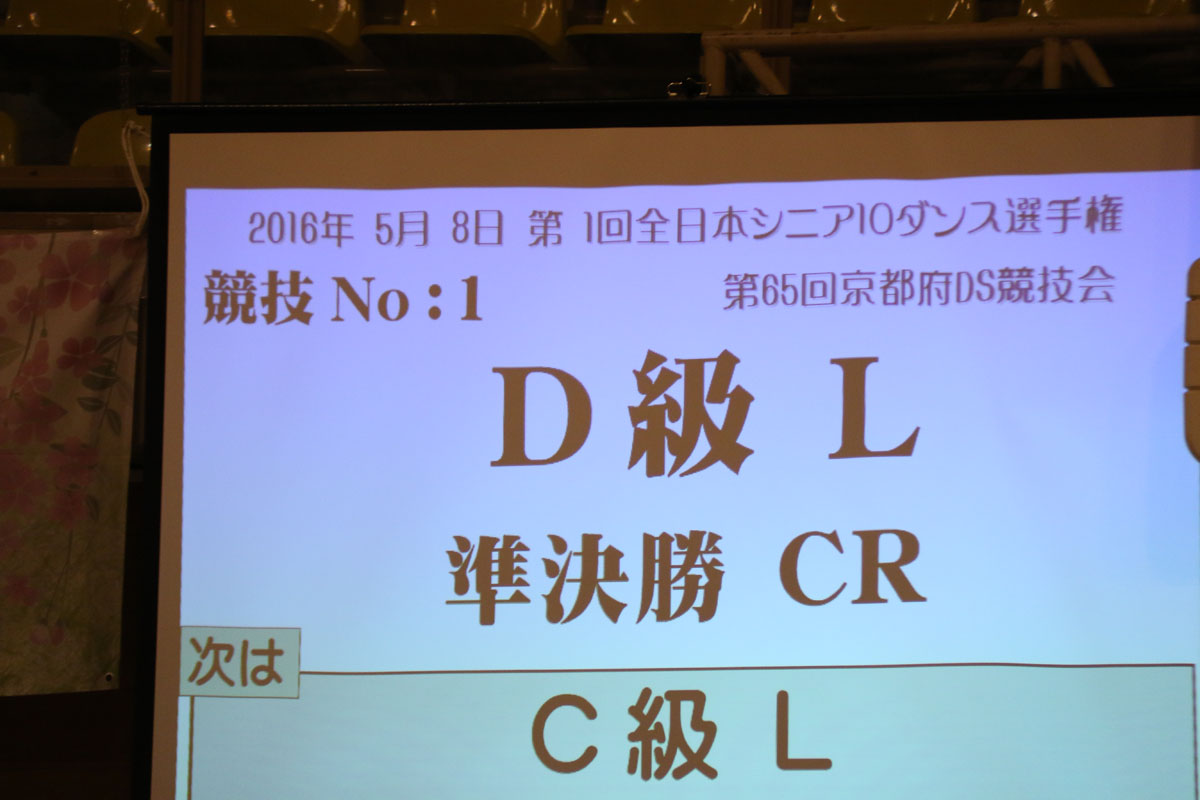 2016年 5月 8日 第 1回全日本シニア10ダンス選手権
競技 No：1
第65回京都府DS競技会
D級 L
準決勝 CR
次は
C級 L